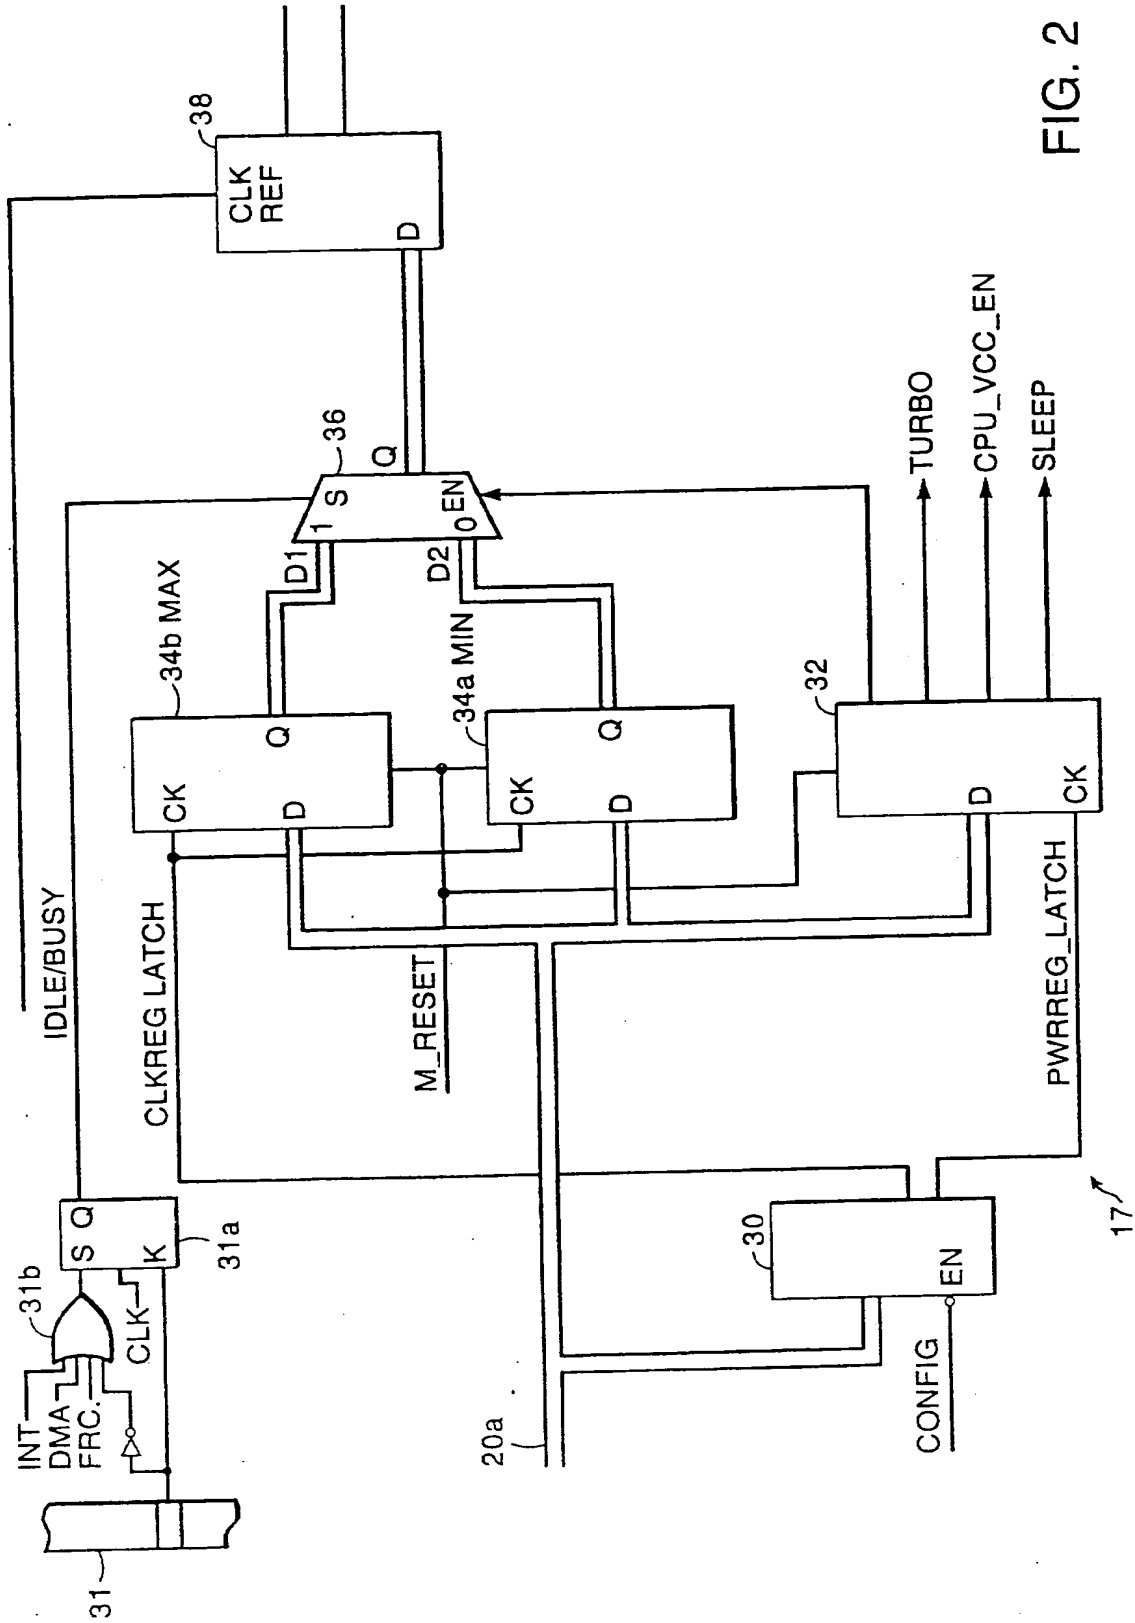 38
CLK
REF
D
IDLE/BUSY
INT
DMA
FRC.
31b
S
Q
CLK
K
31a
31
CLKREG LATCH
34b MAX
CK
Q
D
D1
1
S
36
Q
D2
0
EN
M_RESET
34a MIN
CK
Q
D
20a
CONFIG
30
EN
PWRREG_LATCH
32
D
CK
TURBO
CPU_VCC_EN
SLEEP
17
FIG. 2